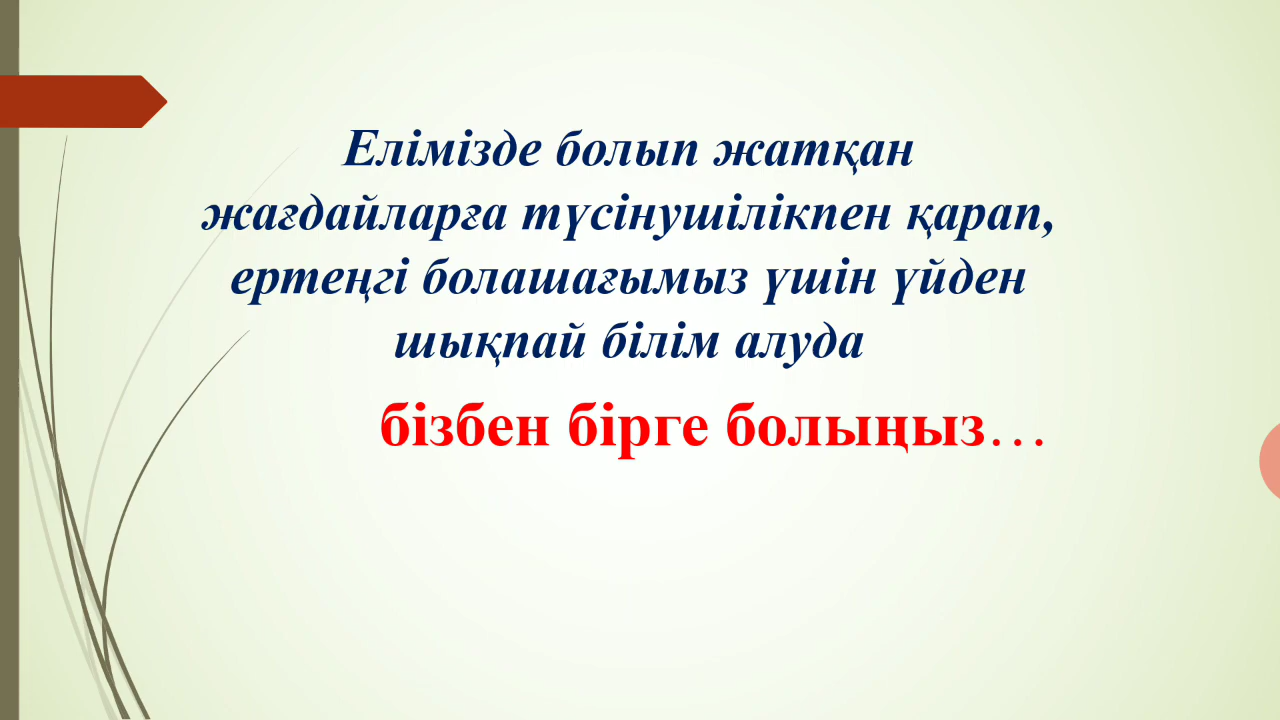 Елімізде болып жатқан
жағдайларға түсінушілікпен қарап,
ертеңгі болашағымыз үшін үйден
шықпай білім алуда
бізбен бірге болыңыз…